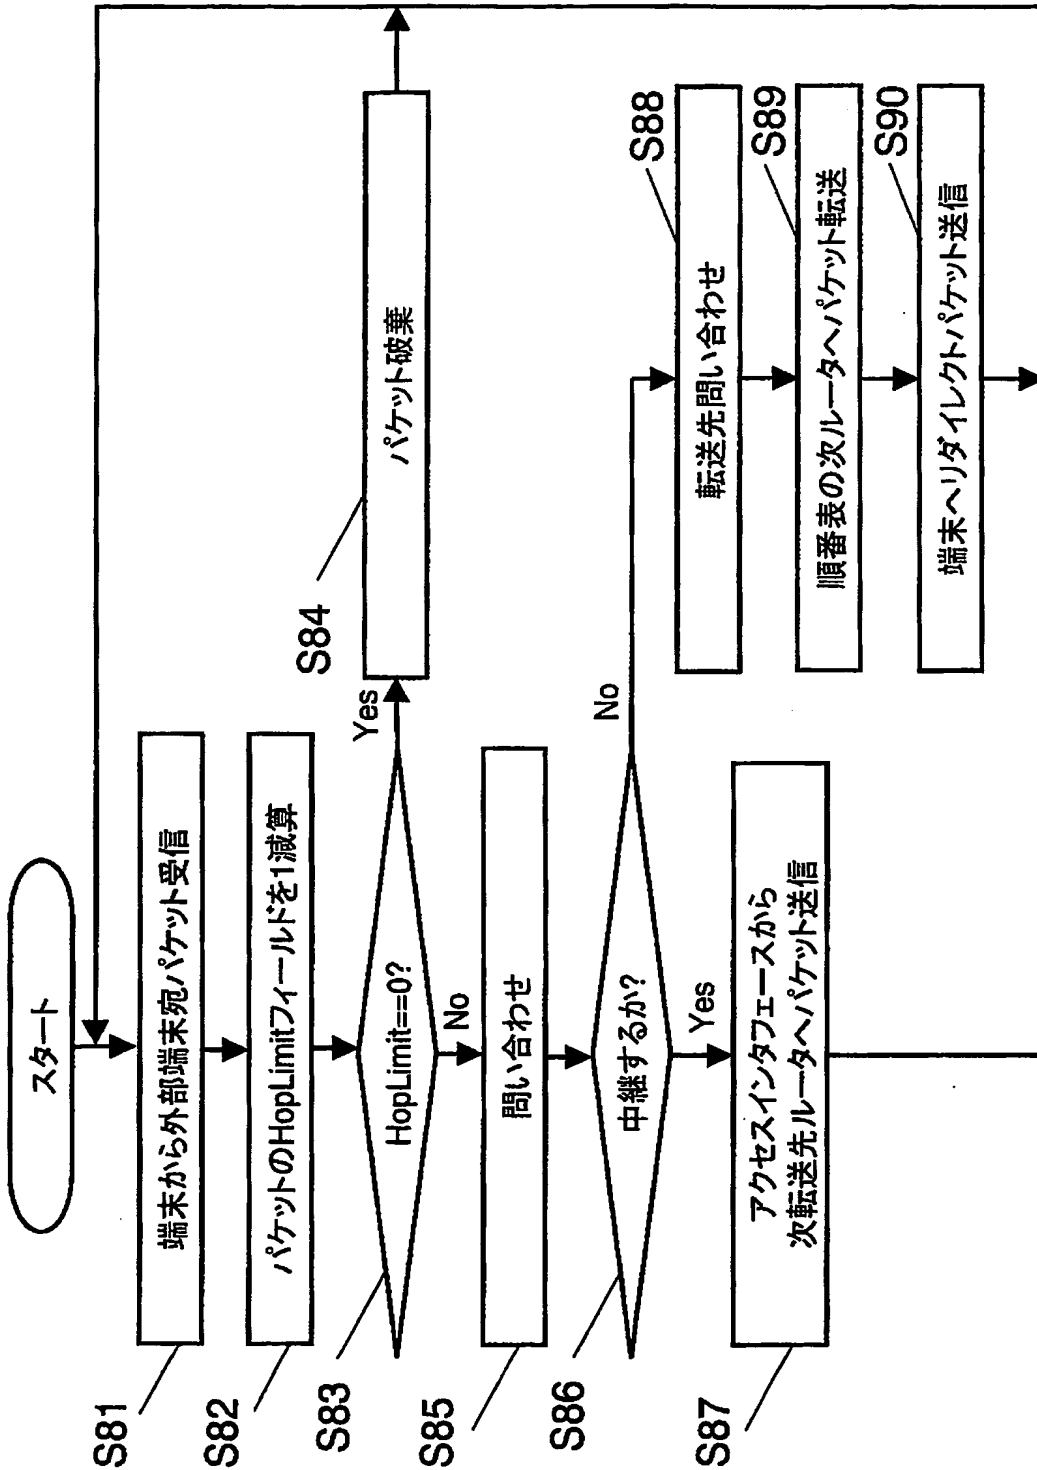 スタート
S81
端末から外部端末宛パケット受信
S82
パケットのHopLimitフィールドを1減算
S83
HopLimit==0?
Yes
No
S84
パケット破棄
S85
問い合わせ
S86
中継するか?
Yes
No
S87
アクセスインタフェースから
次転送先ルータへパケット送信
S88
転送先問い合わせ
S89
順番表の次ルータへパケット転送
S90
端末へリダイレクトパケット送信